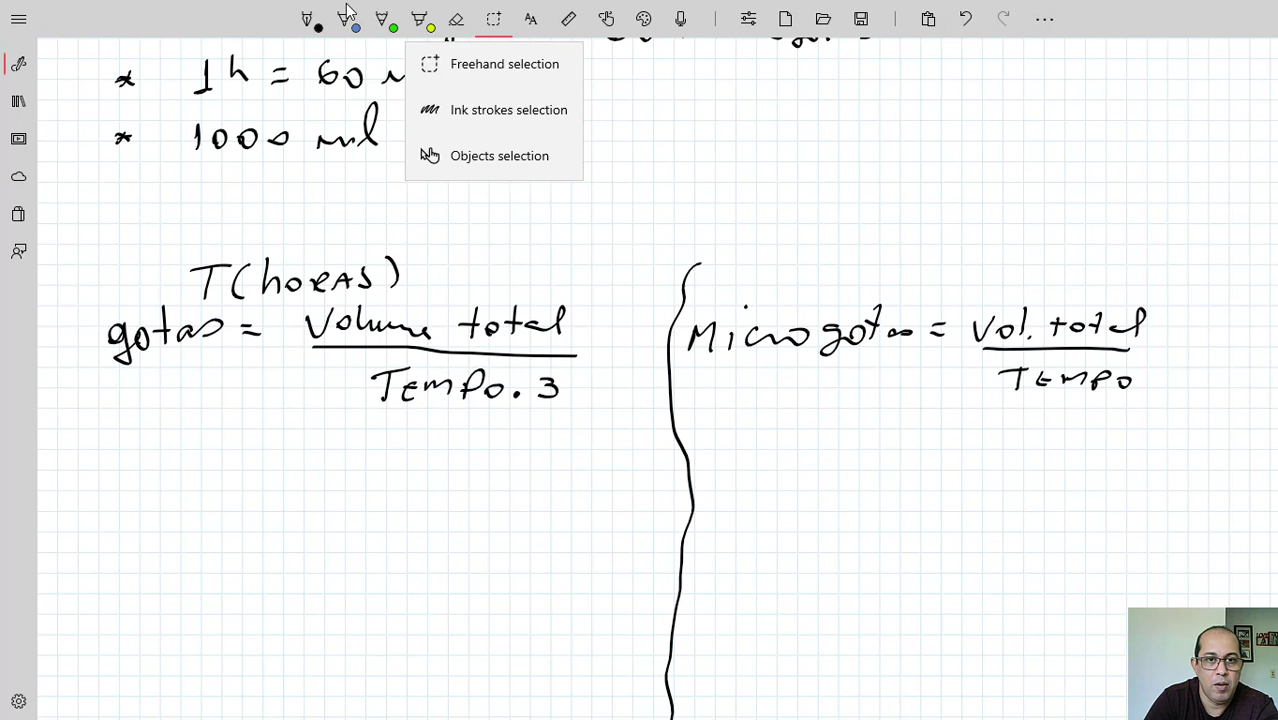 * 1h = 60
* 1000 ml
Freehand selection
Ink strokes selection
Objects selection
T(horas)
gotas = Volume total
TEMPO . 3
Microgotas = Vol. total
TEMPO